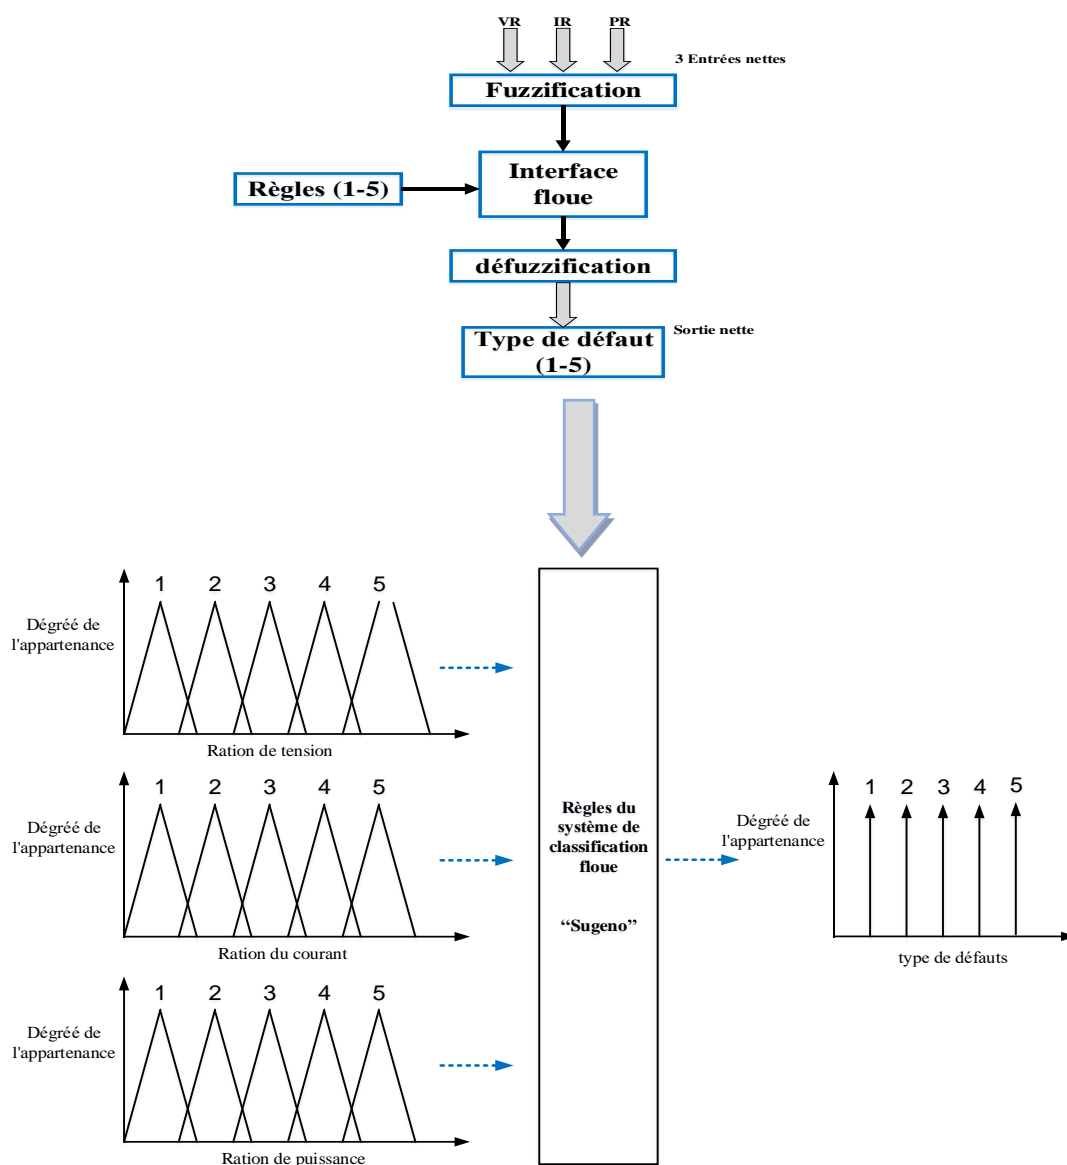 VR IR PR
3 Entrées nettes
Fuzzification
Interface
floue
Règles (1-5)
défuzzification
Type de défaut
(1-5)
Sortie nette
1 2 3 4 5
Dégréé de
l'appartenance
Ration de tension
1 2 3 4 5
Dégréé de
l'appartenance
Ration du courant
1 2 3 4 5
Dégréé de
l'appartenance
Ration de puissance
Règles du
système de
classification
floue
“Sugeno”
1 2 3 4 5
Dégréé de
l'appartenance
type de défauts